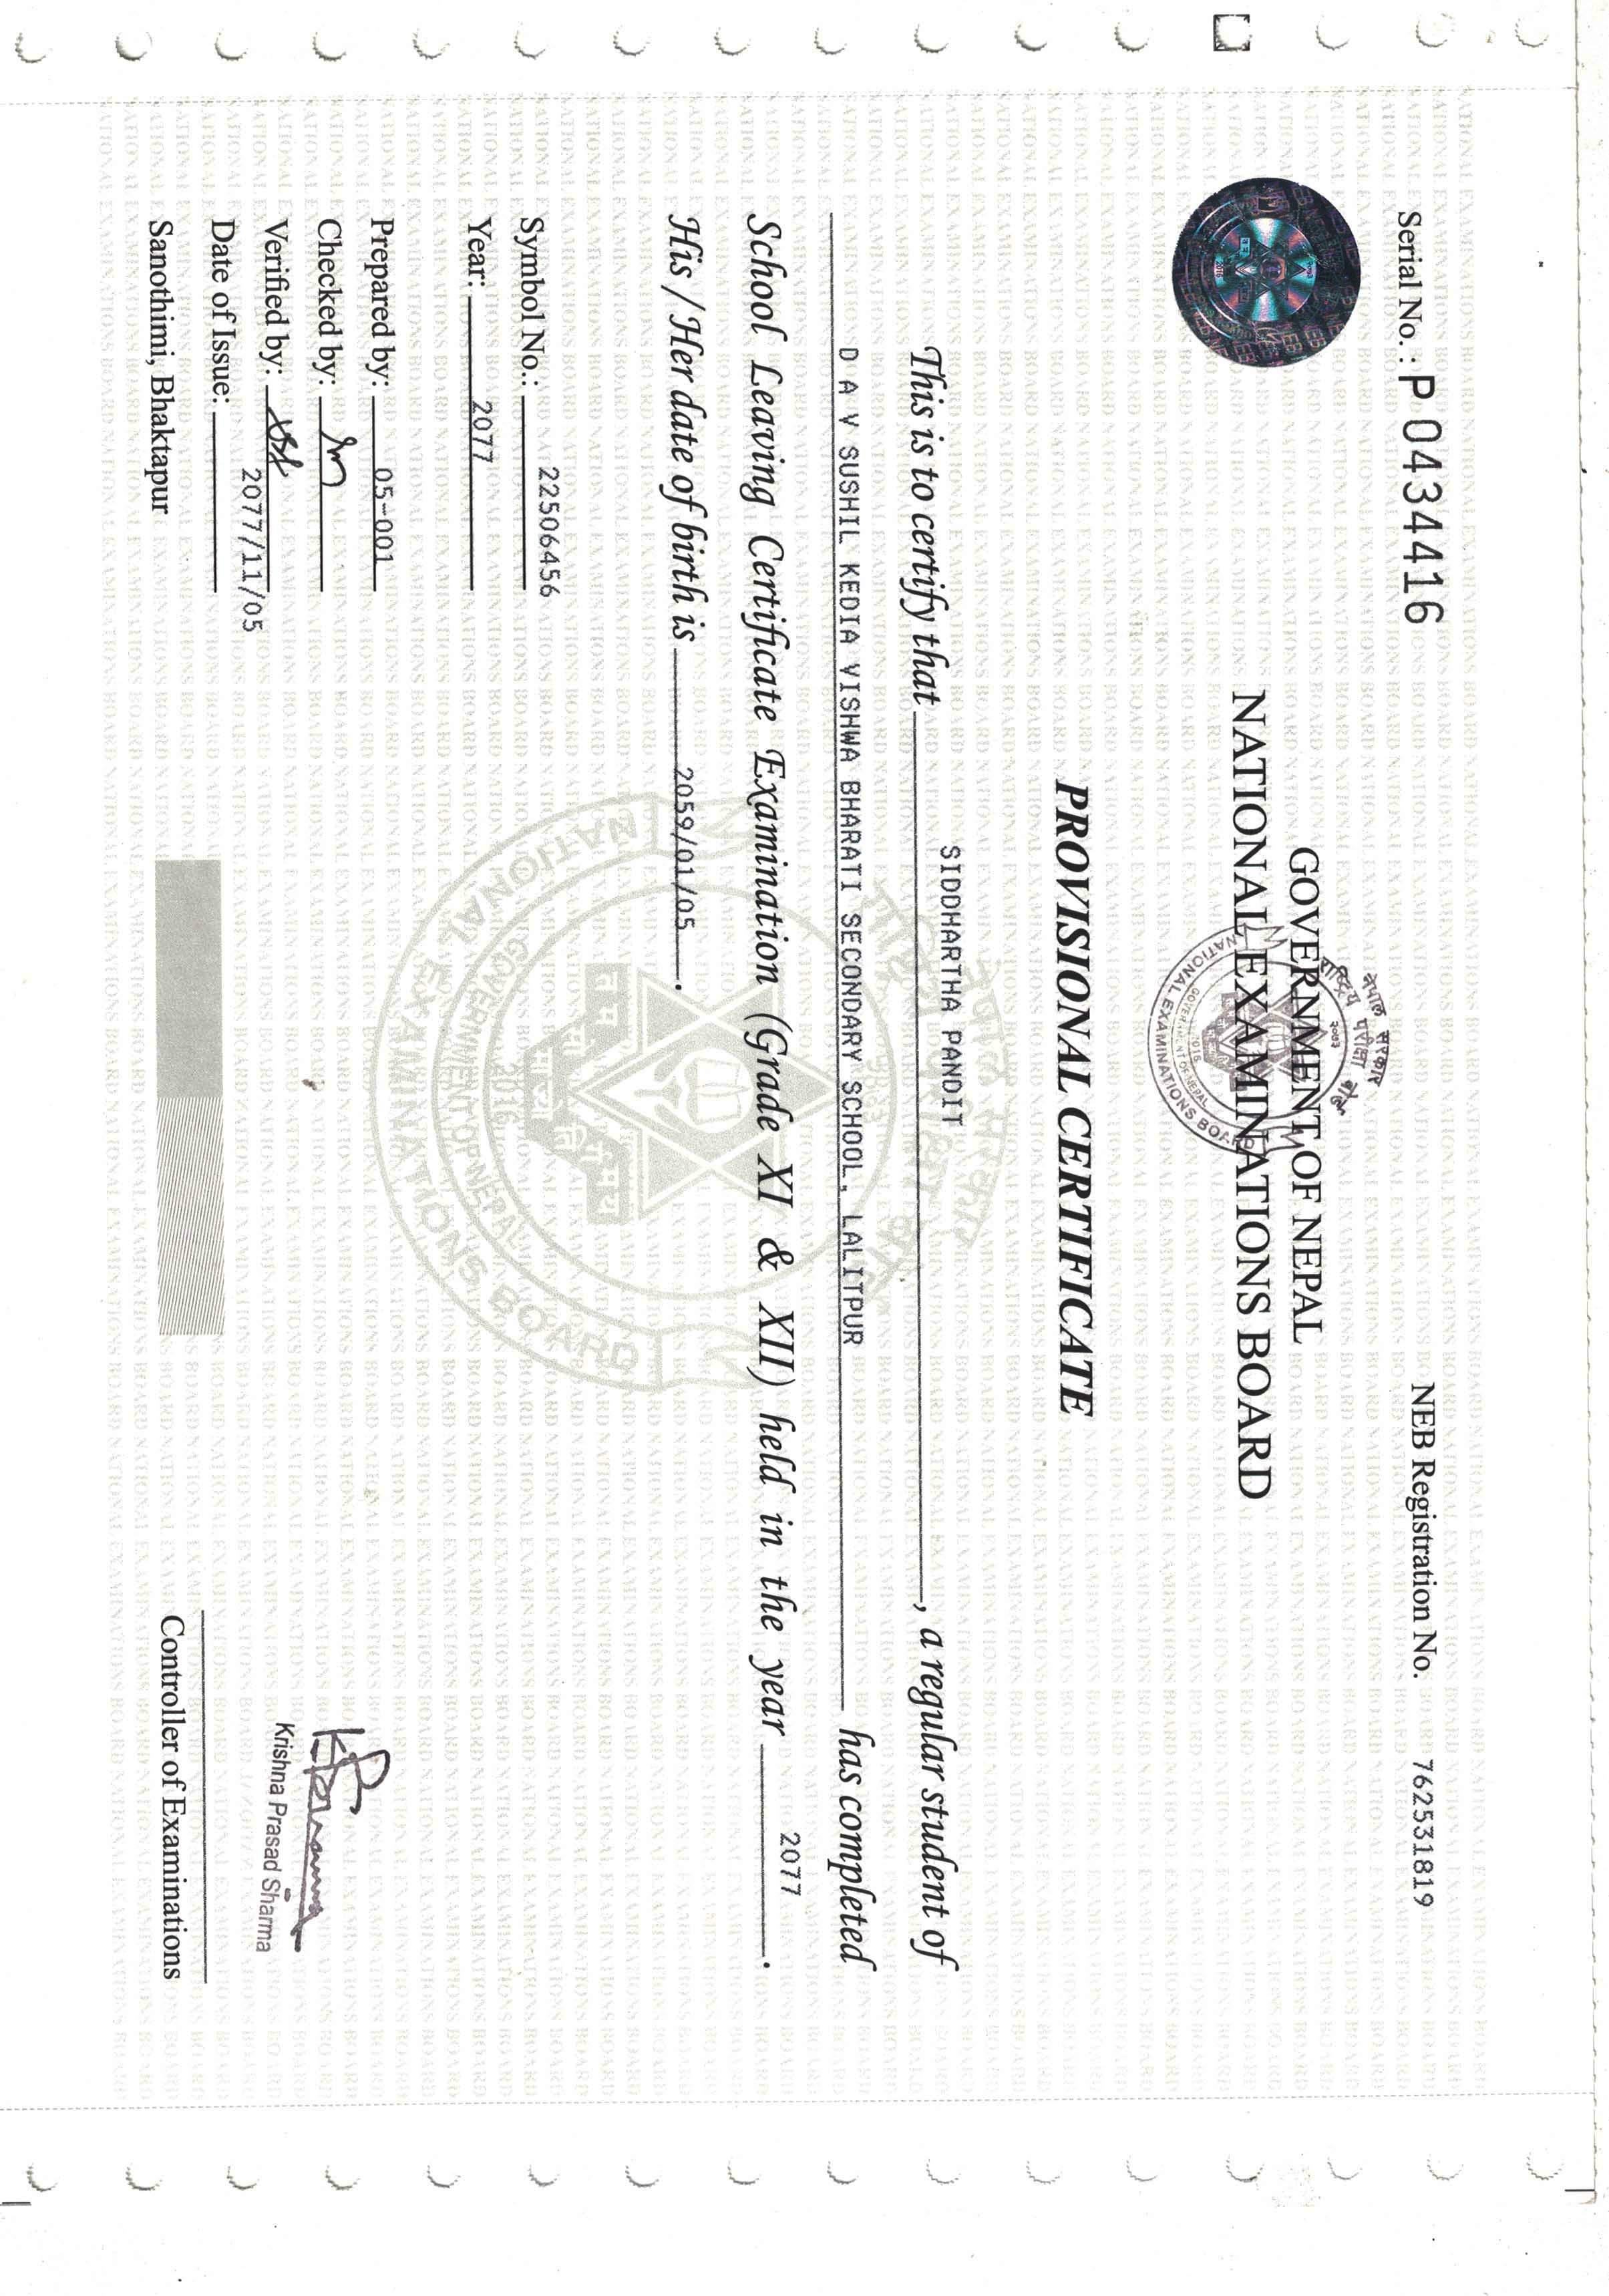 Serial No.: P 0434416
NEB Registration No. 762531819
नेपाल सरकार
राष्ट्रिय परीक्षा बोर्ड
२०७३
GOVERNMENT OF NEPAL
NATIONAL EXAMINATIONS BOARD
2016
GOVERNMENT OF NEPAL
NATIONAL EXAMINATIONS BOARD
PROVISIONAL CERTIFICATE
This is to certify that SIDDHARTHA PANDIT, a regular student of
D A V SUSHIL KEDIA VISHWA BHARATI SECONDARY SCHOOL, LALITPUR has completed
School Leaving Certificate Examination (Grade XI & XII) held in the year 2077.
His / Her date of birth is 2059/01/05.
Symbol No.: 22506456
Year: 2077
Prepared by: 05-001
Checked by:
Verified by:
Date of Issue: 2077/11/05
Sanothimi, Bhaktapur
Krishna Prasad Sharma
Controller of Examinations